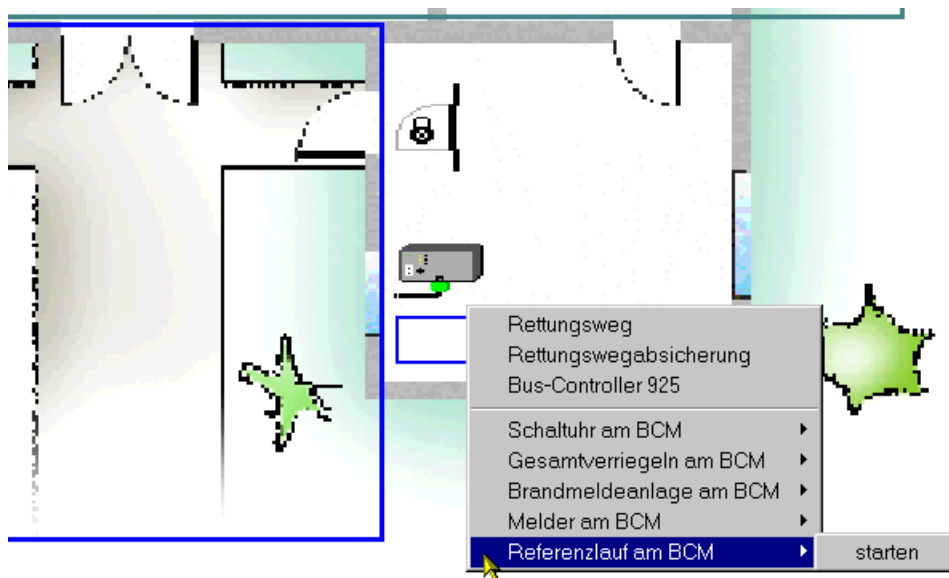 Rettungsweg
Rettungswegabsicherung
Bus-Controller 925
Schaltuhr am BCM
Gesamtverriegeln am BCM
Brandmeldeanlage am BCM
Melder am BCM
Referenzlauf am BCM
starten